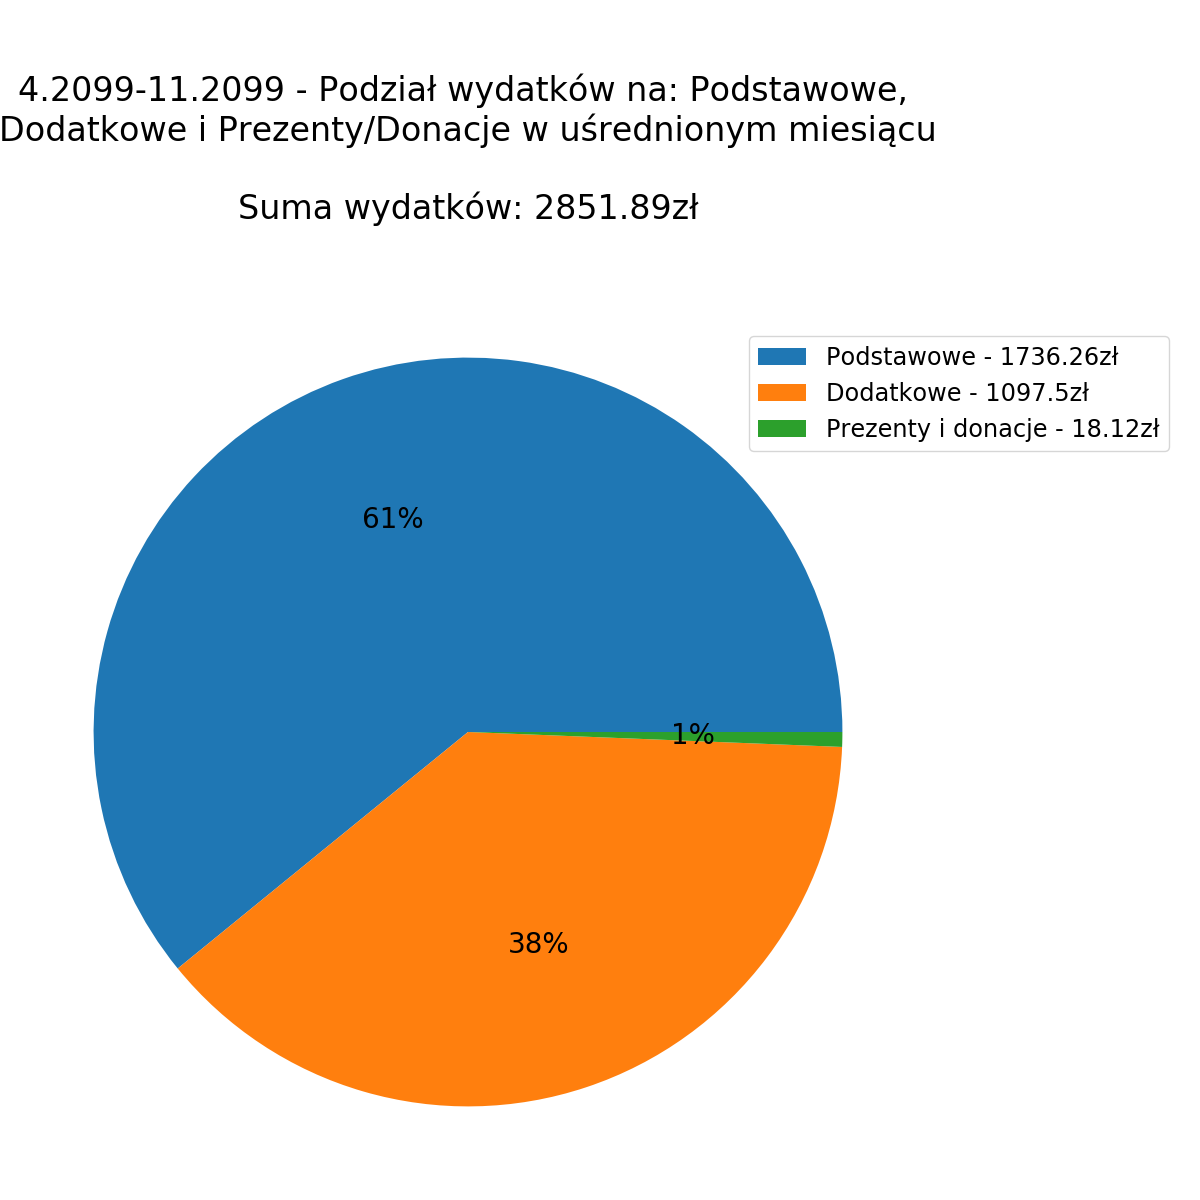 4.2099-11.2099 - Podział wydatków na: Podstawowe,
Dodatkowe i Prezenty/Donacje w uśrednionym miesiącu
Suma wydatków: 2851.89zł
Podstawowe - 1736.26zł
Dodatkowe - 1097.5zł
Prezenty i donacje - 18.12zł
61%
1%
38%